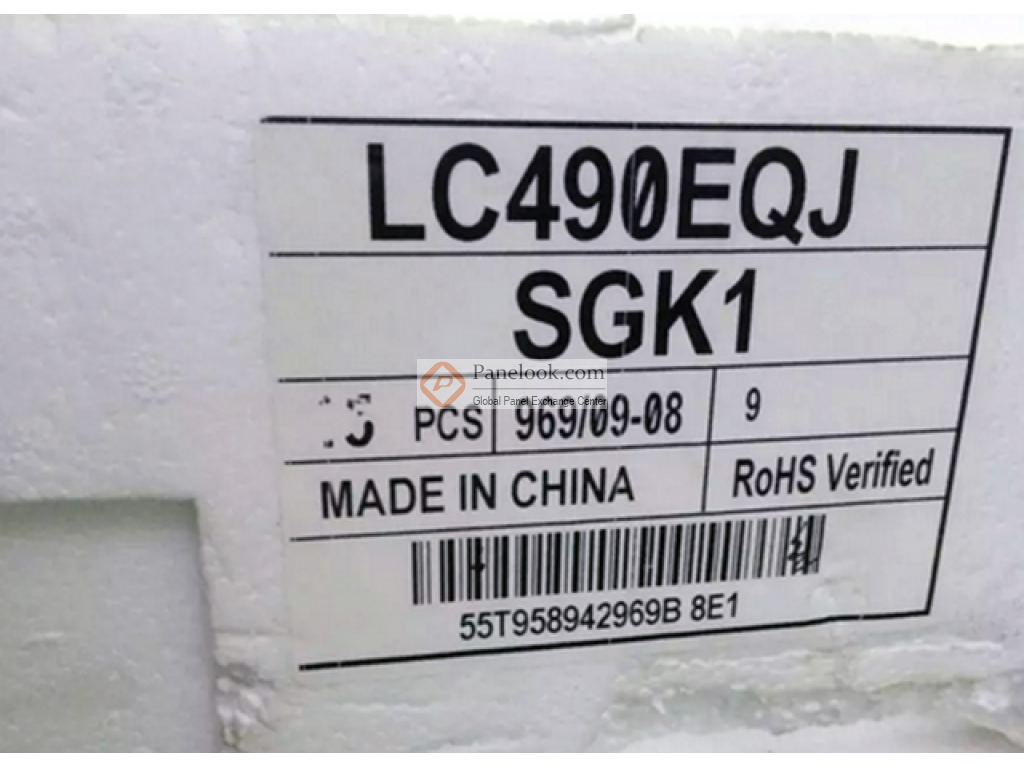 LC490EQJ
SGK1
PCS 969/09-08 9
MADE IN CHINA RoHS Verified
55T958942969B 8E1
Panelook.com
Global Panel Exchange Center